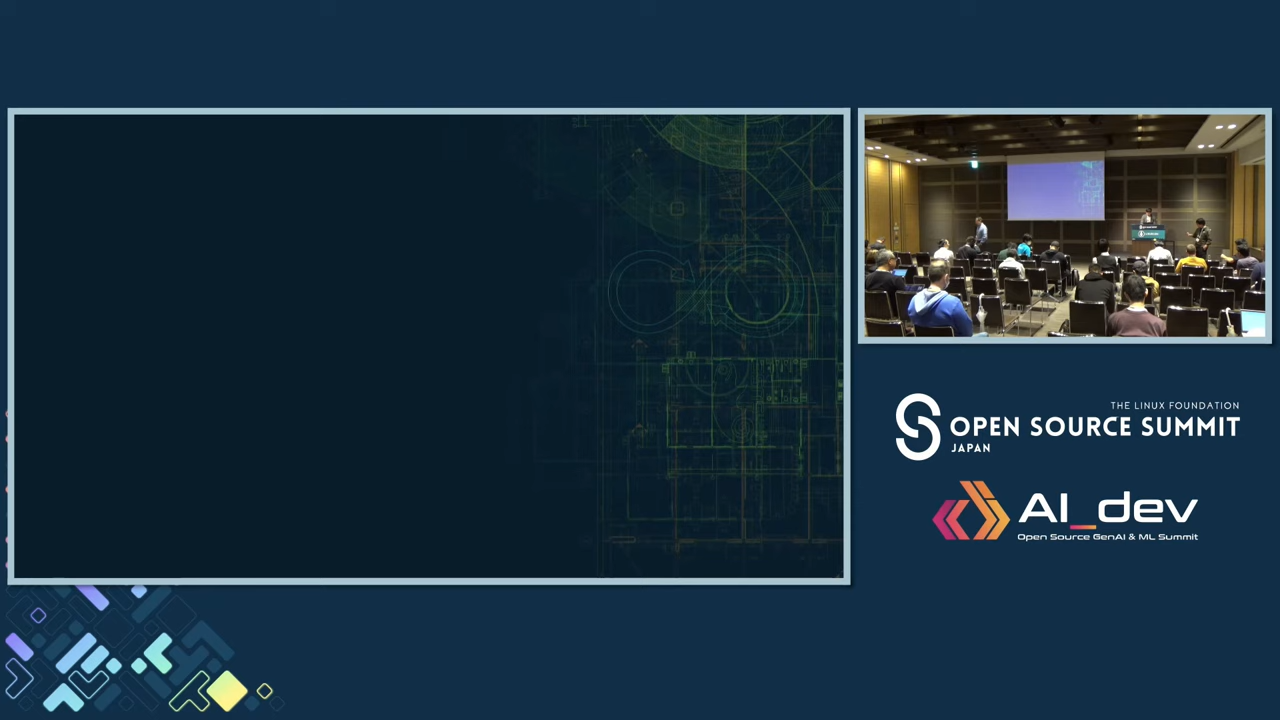 THE LINUX FOUNDATION
OPEN SOURCE SUMMIT
JAPAN
AI_dev
Open Source GenAI & ML Summit